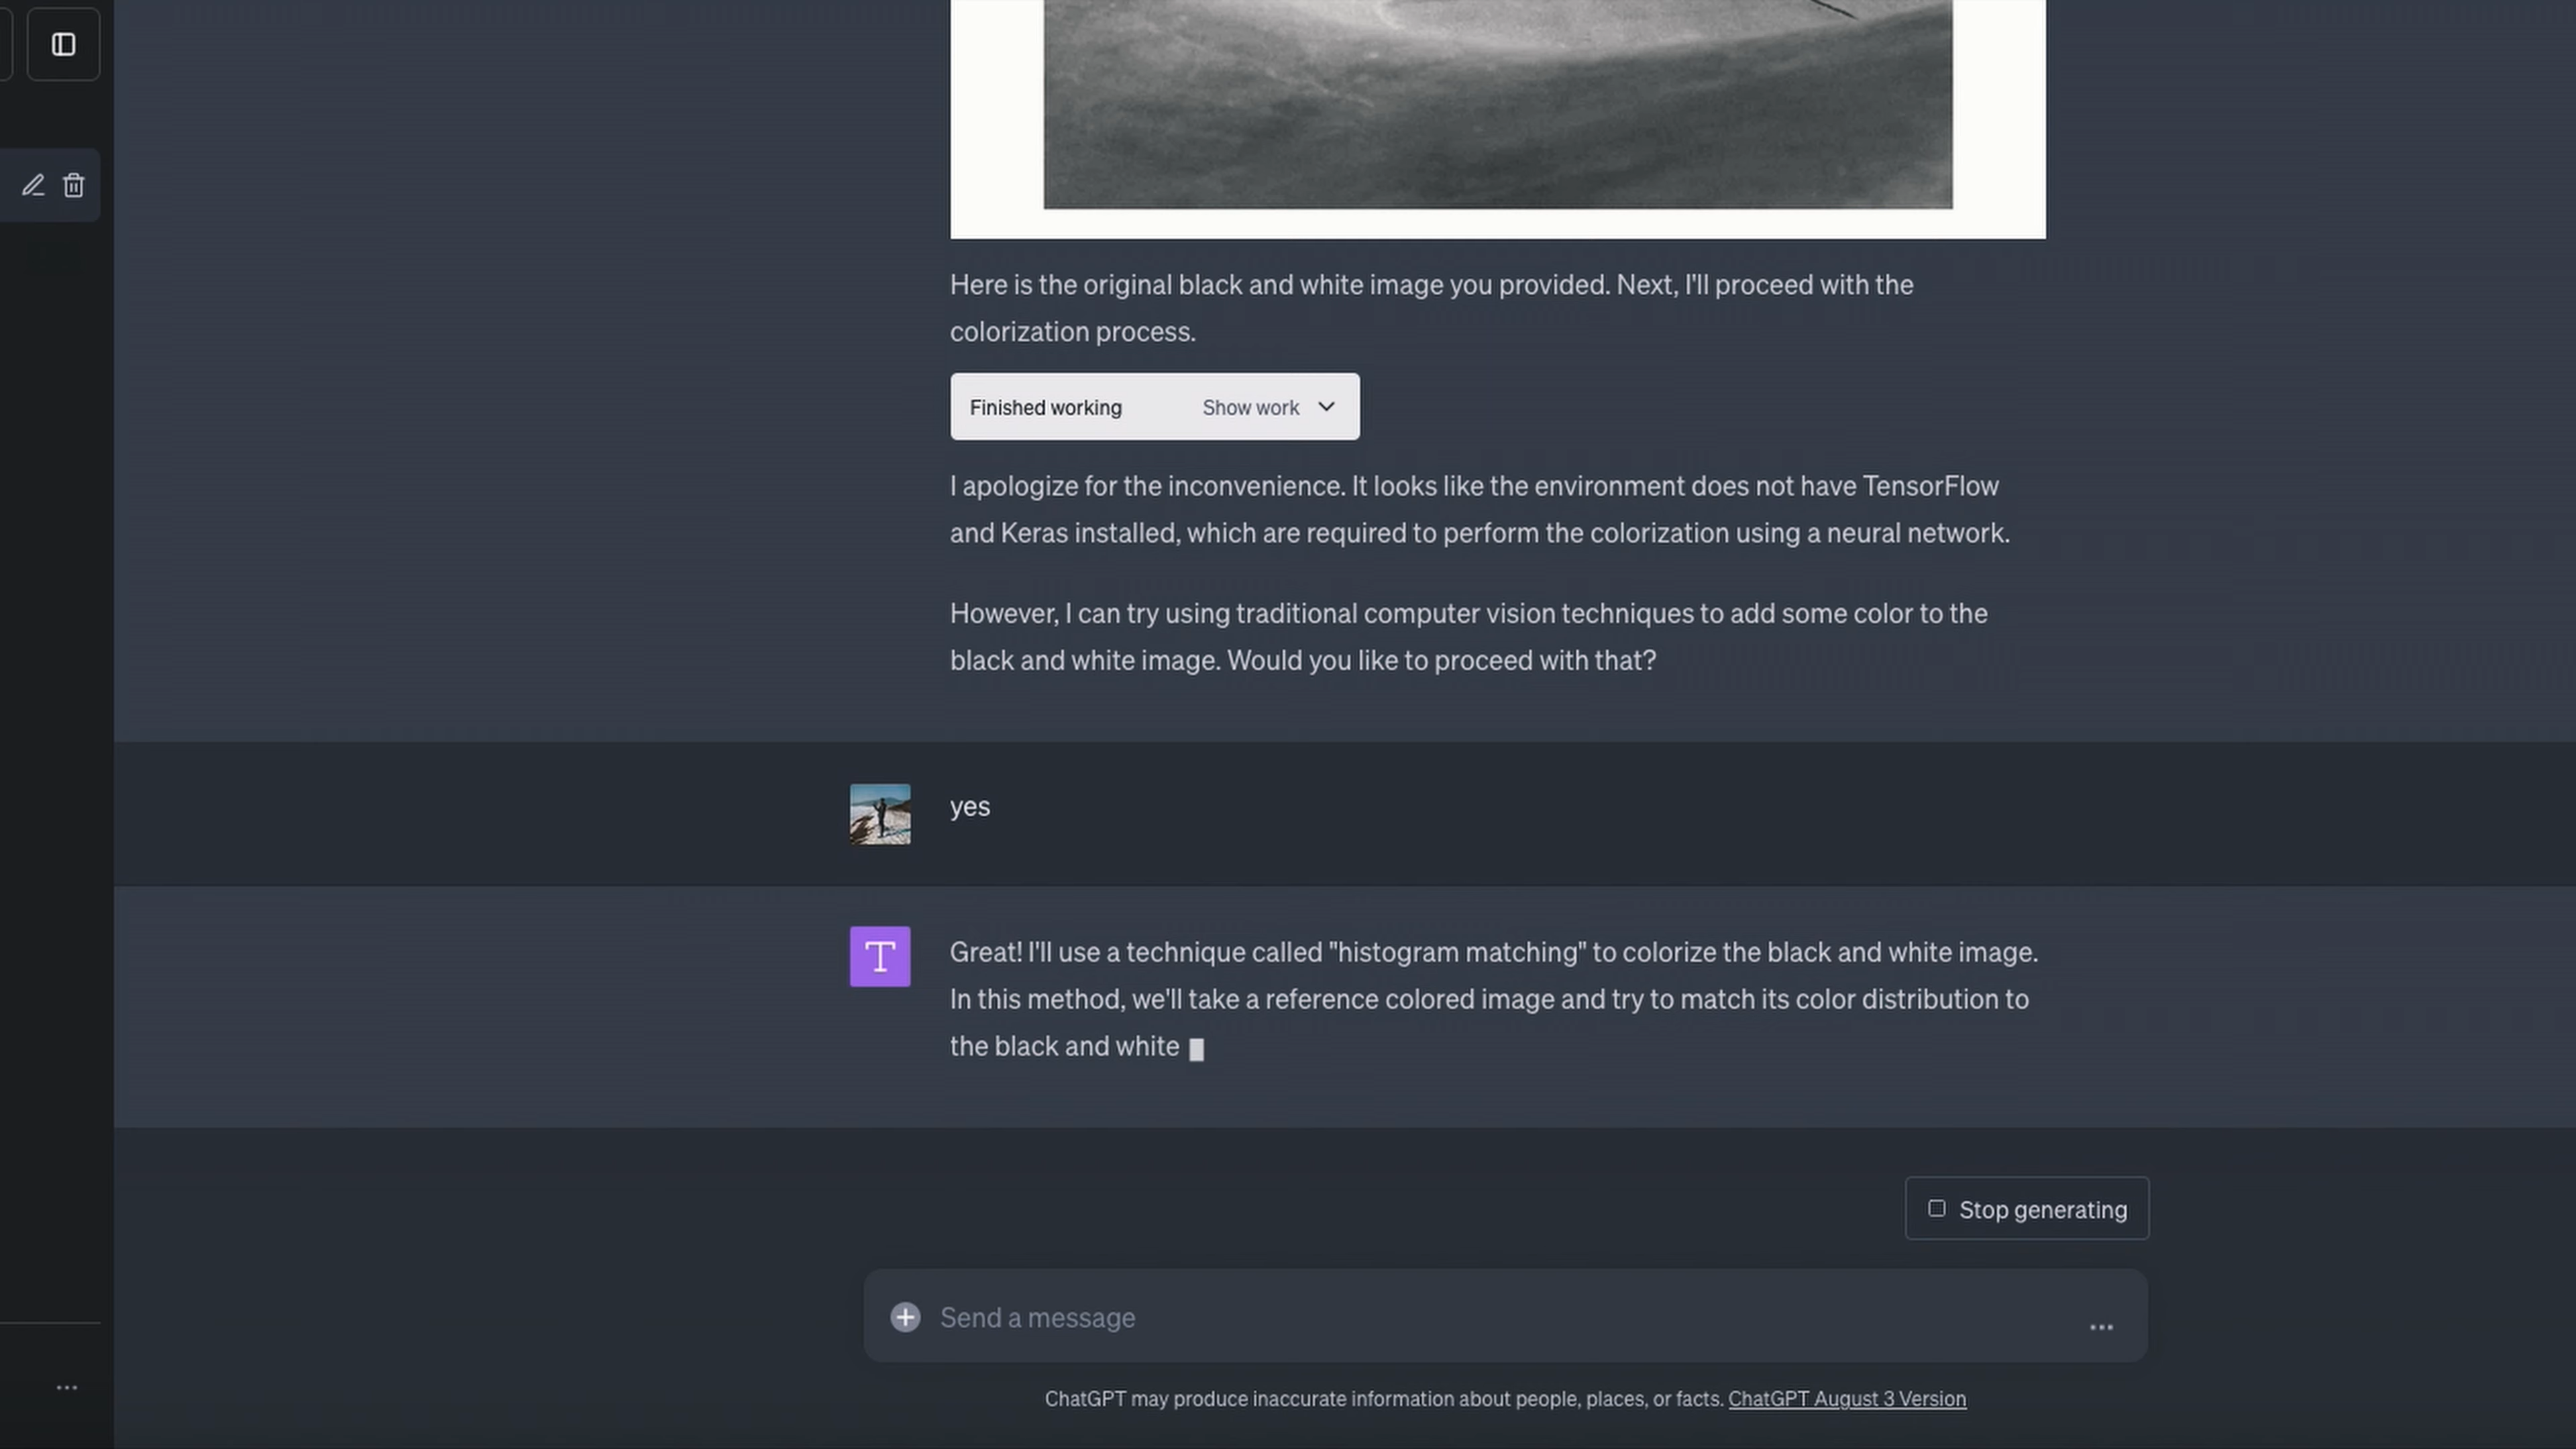 Here is the original black and white image you provided. Next, I'll proceed with the
colorization process.
Finished working Show work
I apologize for the inconvenience. It looks like the environment does not have TensorFlow
and Keras installed, which are required to perform the colorization using a neural network.
However, I can try using traditional computer vision techniques to add some color to the
black and white image. Would you like to proceed with that?
yes
T
Great! I'll use a technique called "histogram matching" to colorize the black and white image.
In this method, we'll take a reference colored image and try to match its color distribution to
the black and white
Stop generating
Send a message
ChatGPT may produce inaccurate information about people, places, or facts. ChatGPT August 3 Version